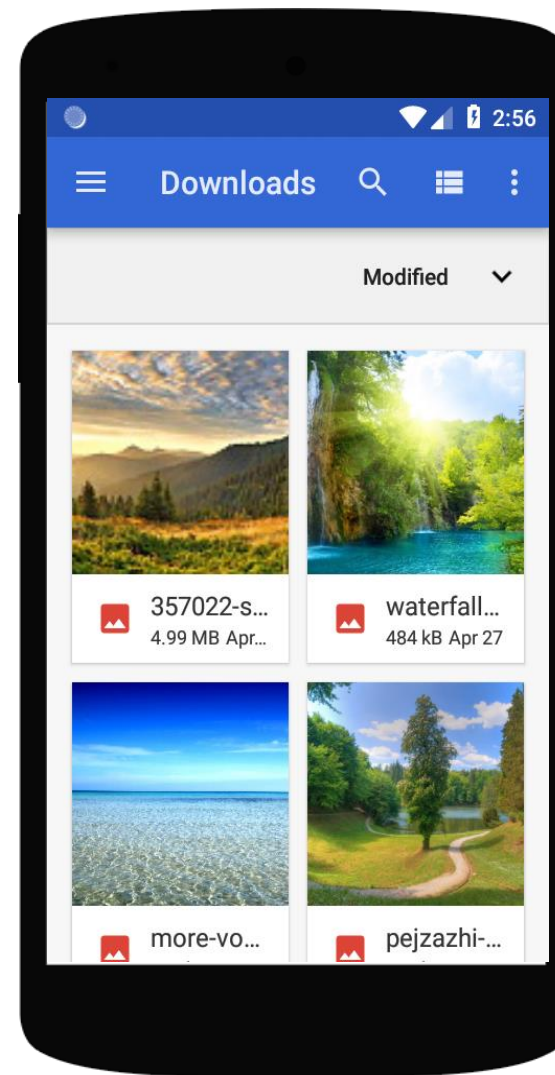 2:56
Downloads
Modified
357022-s...
4.99 MB Apr...
waterfall...
484 kB Apr 27
more-vo...
pejzazhi-...